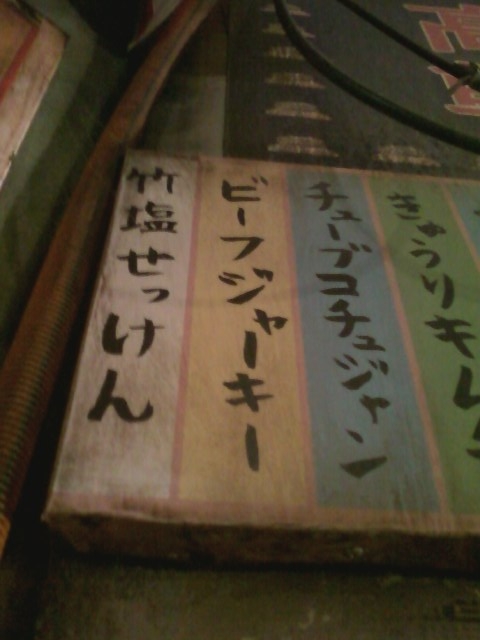 きゅうりキ
チューブコチュジャン
ビーフジャーキー
竹塩せっけん